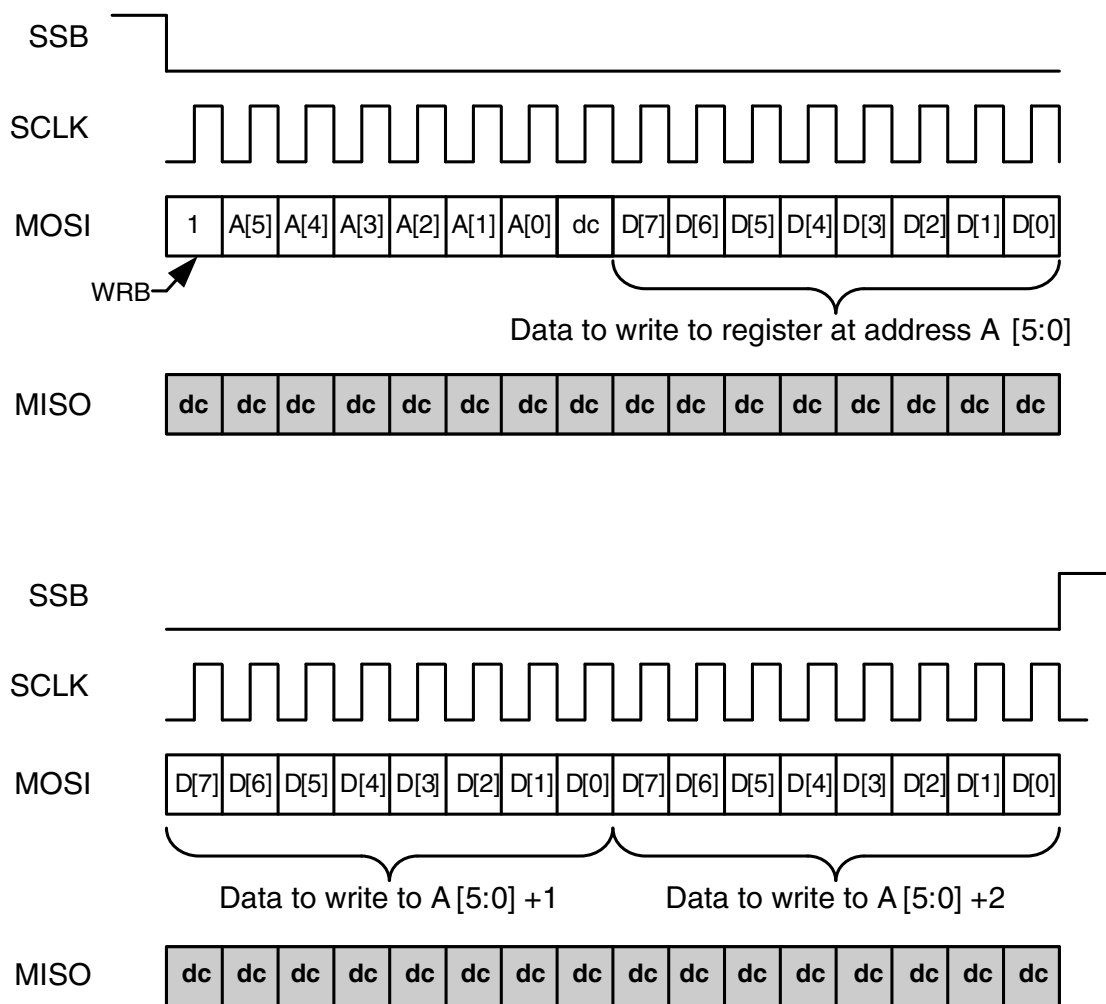 SSB
SCLK
MOSI 1 A[5] A[4] A[3] A[2] A[1] A[0] dc D[7] D[6] D[5] D[4] D[3] D[2] D[1] D[0]
WRB
Data to write to register at address A [5:0]
MISO dc dc dc dc dc dc dc dc dc dc dc dc dc dc dc dc
SSB
SCLK
MOSI D[7] D[6] D[5] D[4] D[3] D[2] D[1] D[0] D[7] D[6] D[5] D[4] D[3] D[2] D[1] D[0]
Data to write to A [5:0] +1 Data to write to A [5:0] +2
MISO dc dc dc dc dc dc dc dc dc dc dc dc dc dc dc dc